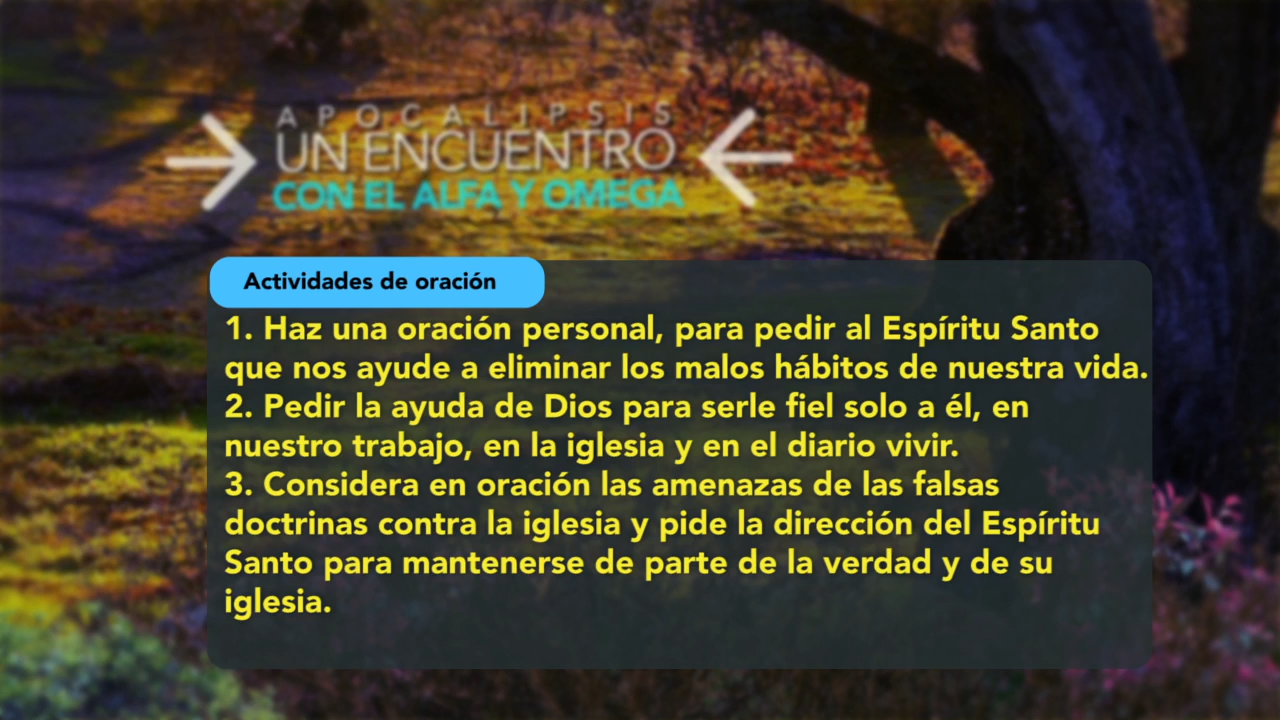 APOCALIPSIS
UN ENCUENTRO
CON EL ALFA Y OMEGA
Actividades de oración
1. Haz una oración personal, para pedir al Espíritu Santo
que nos ayude a eliminar los malos hábitos de nuestra vida.
2. Pedir la ayuda de Dios para serle fiel solo a él, en
nuestro trabajo, en la iglesia y en el diario vivir.
3. Considera en oración las amenazas de las falsas
doctrinas contra la iglesia y pide la dirección del Espíritu
Santo para mantenerse de parte de la verdad y de su
iglesia.